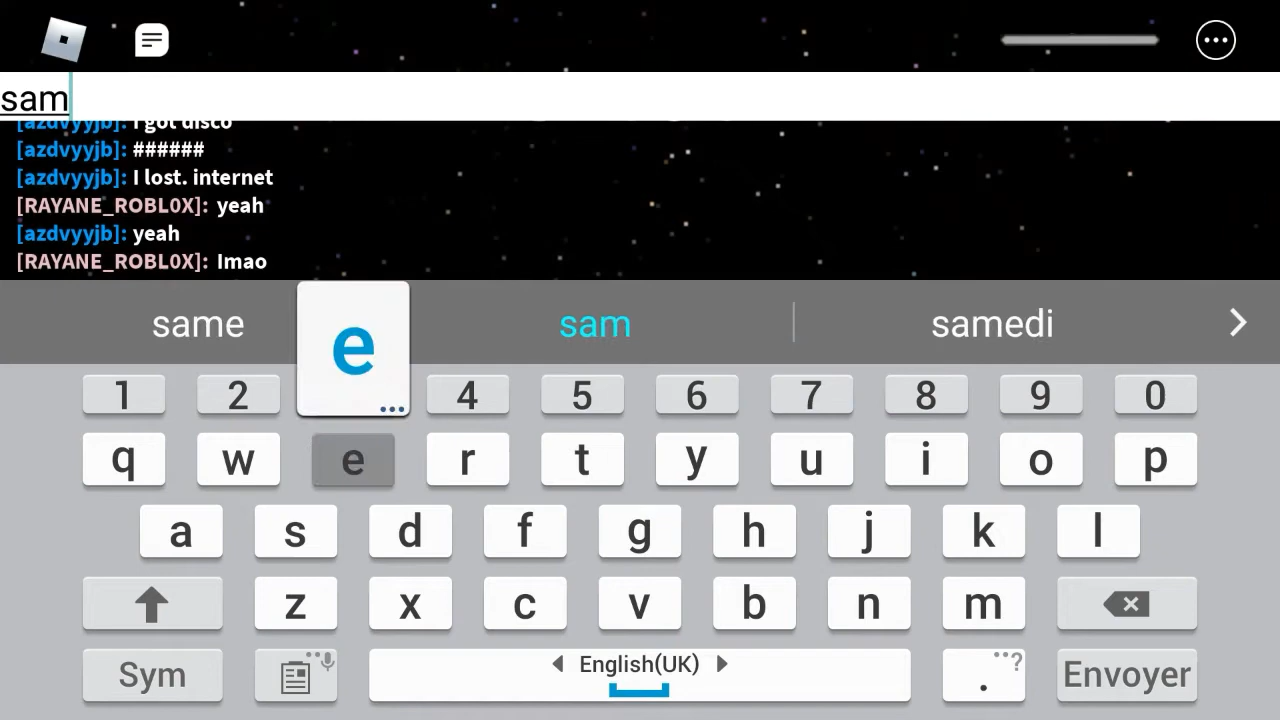 sam
[azdvyyjb]: I got disco
[azdvyyjb]: ######
[azdvyyjb]: I lost. internet
[RAYANE_ROBL0X]: yeah
[azdvyyjb]: yeah
[RAYANE_ROBL0X]: lmao
same e sam samedi
1 2 4 5 6 7 8 9 0
q w e r t y u i o p
a s d f g h j k l
z x c v b n m
Sym English(UK) . ? Envoyer